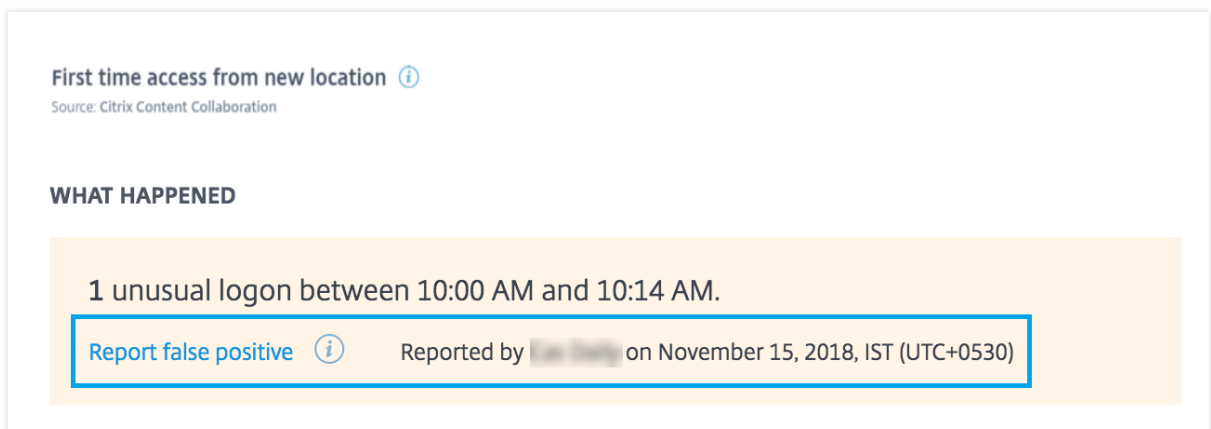 First time access from new location
Source: Citrix Content Collaboration
WHAT HAPPENED
1 unusual logon between 10:00 AM and 10:14 AM.
Report false positive Reported by on November 15, 2018, IST (UTC+0530)